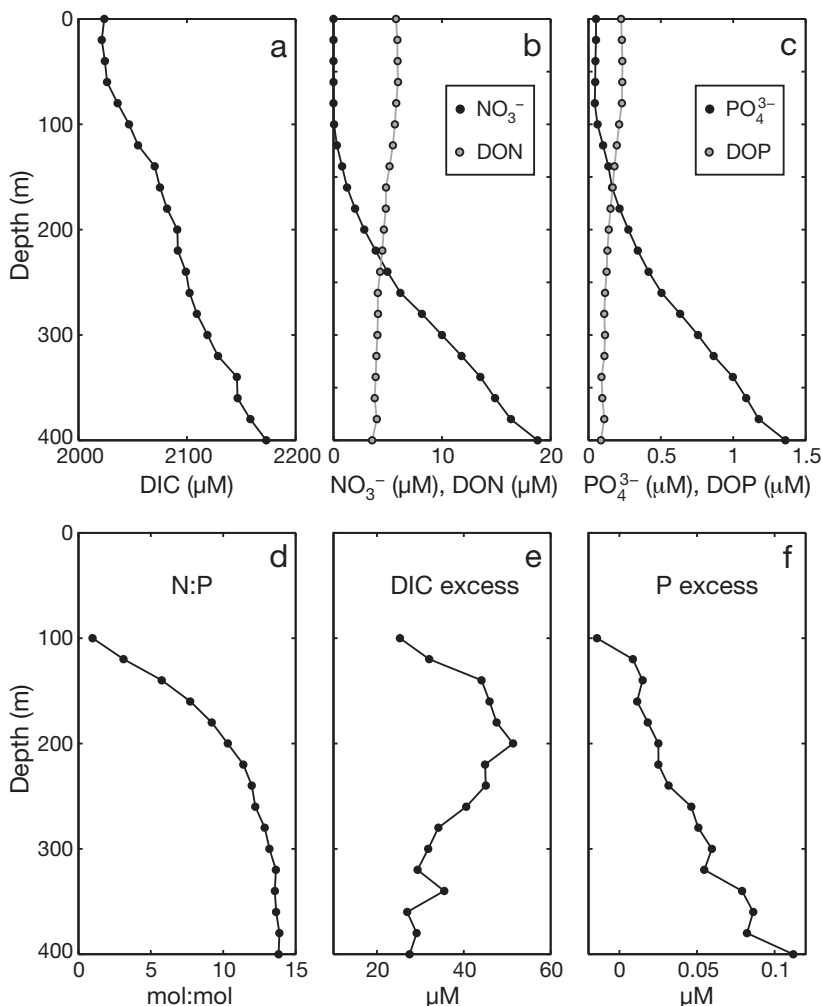 a
b
c
NO₃⁻
DON
PO₄³⁻
DOP
Depth (m)
0
100
200
300
400
2000
2100
2200
DIC (µM)
0
10
20
NO₃⁻ (µM), DON (µM)
0
0.5
1
1.5
PO₄³⁻ (µM), DOP (µM)
d
e
f
N:P
DIC excess
P excess
Depth (m)
0
100
200
300
400
0
5
10
15
mol:mol
20
40
60
µM
0
0.05
0.1
µM